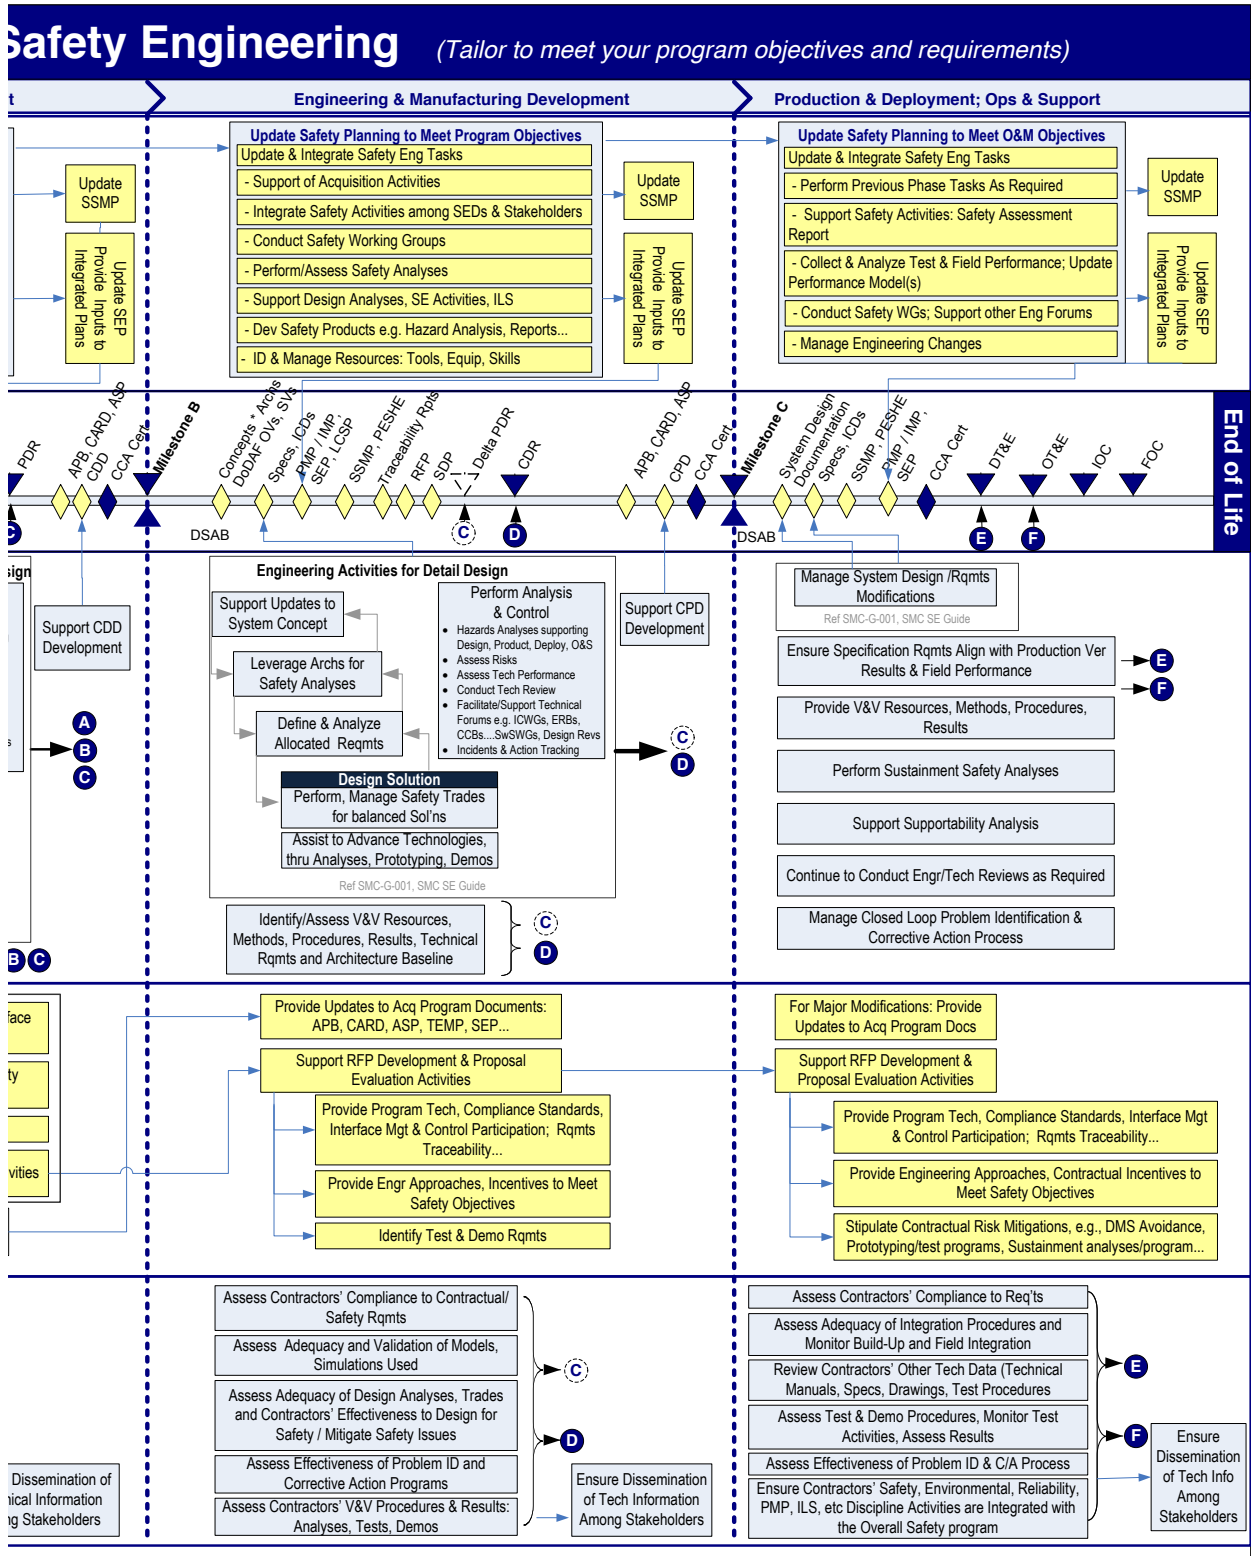 Safety Engineering (Tailor to meet your program objectives and requirements)
t
Engineering & Manufacturing Development
Production & Deployment; Ops & Support
Update
SSMP
Update SEP
Provide Inputs to
Integrated Plans
Update Safety Planning to Meet Program Objectives
Update & Integrate Safety Eng Tasks
- Support of Acquisition Activities
- Integrate Safety Activities among SEDs & Stakeholders
- Conduct Safety Working Groups
- Perform/Assess Safety Analyses
- Support Design Analyses, SE Activities, ILS
- Dev Safety Products e.g. Hazard Analysis, Reports...
- ID & Manage Resources: Tools, Equip, Skills
Update
SSMP
Update SEP
Provide Inputs to
Integrated Plans
Update Safety Planning to Meet O&M Objectives
Update & Integrate Safety Eng Tasks
- Perform Previous Phase Tasks As Required
- Support Safety Activities: Safety Assessment
Report
- Collect & Analyze Test & Field Performance; Update
Performance Model(s)
- Conduct Safety WGs; Support other Eng Forums
- Manage Engineering Changes
Update
SSMP
Update SEP
Provide Inputs to
Integrated Plans
PDR
APB, CARD, ASP
CDD
CCA Cert
Milestone B
Concepts * Archs
DoDAF OVs, SVs
Specs, ICDs
PMP / IMP,
SEP, LCSP
SSMP, PESHE
Traceability Rpts
RFP
SDP
Delta PDR
CDR
APB, CARD, ASP
CPD
CCA Cert
Milestone C
System Design
Documentation
Specs. ICDs
SSMP, PESHE
PMP / IMP,
SEP
CCA Cert
DT&E
OT&E
IOC
FOC
End of Life
C
DSAB
C
D
DSAB
E
F
sign
Support CDD
Development
A
B
C
s
B C
Engineering Activities for Detail Design
Support Updates to
System Concept
Leverage Archs for
Safety Analyses
Define & Analyze
Allocated Reqmts
Design Solution
Perform, Manage Safety Trades
for balanced Sol'ns
Assist to Advance Technologies,
thru Analyses, Prototyping, Demos
Perform Analysis
& Control
• Hazards Analyses supporting
Design, Product, Deploy, O&S
• Assess Risks
• Assess Tech Performance
• Conduct Tech Review
• Facilitate/Support Technical
Forums e.g. ICWGs, ERBs,
CCBs....SwSWGs, Design Revs
• Incidents & Action Tracking
Ref SMC-G-001, SMC SE Guide
Support CPD
Development
C
D
Identify/Assess V&V Resources,
Methods, Procedures, Results, Technical
Rqmts and Architecture Baseline
C
D
Manage System Design /Rqmts
Modifications
Ref SMC-G-001, SMC SE Guide
Ensure Specification Rqmts Align with Production Ver
Results & Field Performance
E
F
Provide V&V Resources, Methods, Procedures,
Results
Perform Sustainment Safety Analyses
Support Supportability Analysis
Continue to Conduct Engr/Tech Reviews as Required
Manage Closed Loop Problem Identification &
Corrective Action Process
face
ty
vities
Provide Updates to Acq Program Documents:
APB, CARD, ASP, TEMP, SEP...
Support RFP Development & Proposal
Evaluation Activities
Provide Program Tech, Compliance Standards,
Interface Mgt & Control Participation; Rqmts
Traceability...
Provide Engr Approaches, Incentives to Meet
Safety Objectives
Identify Test & Demo Rqmts
For Major Modifications: Provide
Updates to Acq Program Docs
Support RFP Development &
Proposal Evaluation Activities
Provide Program Tech, Compliance Standards, Interface Mgt
& Control Participation; Rqmts Traceability...
Provide Engineering Approaches, Contractual Incentives to
Meet Safety Objectives
Stipulate Contractual Risk Mitigations, e.g., DMS Avoidance,
Prototyping/test programs, Sustainment analyses/program...
Dissemination of
nical Information
ng Stakeholders
Assess Contractors' Compliance to Contractual/
Safety Rqmts
Assess Adequacy and Validation of Models,
Simulations Used
Assess Adequacy of Design Analyses, Trades
and Contractors' Effectiveness to Design for
Safety / Mitigate Safety Issues
Assess Effectiveness of Problem ID and
Corrective Action Programs
Assess Contractors' V&V Procedures & Results:
Analyses, Tests, Demos
C
D
Ensure Dissemination
of Tech Information
Among Stakeholders
Assess Contractors' Compliance to Req'ts
Assess Adequacy of Integration Procedures and
Monitor Build-Up and Field Integration
Review Contractors' Other Tech Data (Technical
Manuals, Specs, Drawings, Test Procedures
Assess Test & Demo Procedures, Monitor Test
Activities, Assess Results
Assess Effectiveness of Problem ID & C/A Process
Ensure Contractors' Safety, Environmental, Reliability,
PMP, ILS, etc Discipline Activities are Integrated with
the Overall Safety program
E
F
Ensure
Dissemination
of Tech Info
Among
Stakeholders